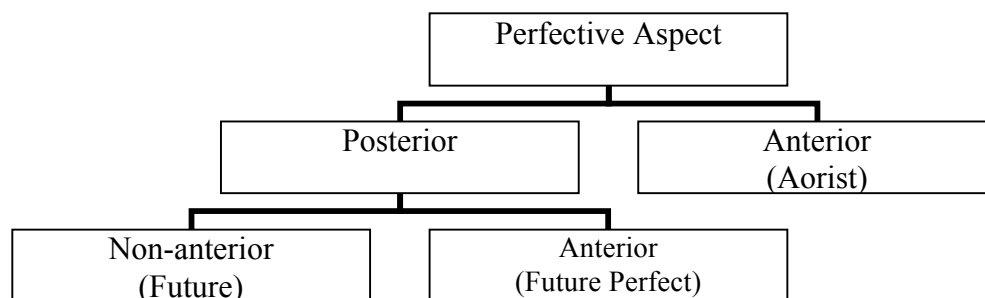 Perfective Aspect
Posterior
Anterior
(Aorist)
Non-anterior
(Future)
Anterior
(Future Perfect)